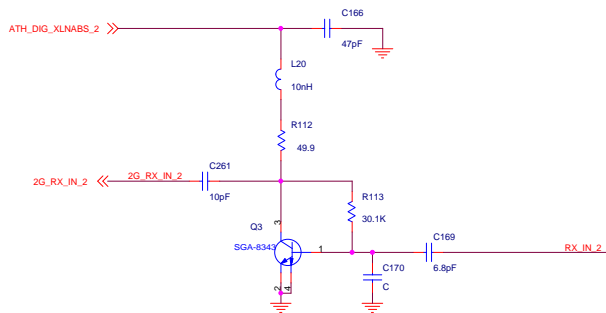 C166
ATH_DIG_XLNABS_2
47pF
L20
10nH
R112
49.9
C261
2G_RX_IN_2
2G_RX_IN_2
10pF
R113
30.1K
3
Q3
SGA-8343
1
C169
RX_IN_2
6.8pF
C170
C
2
4